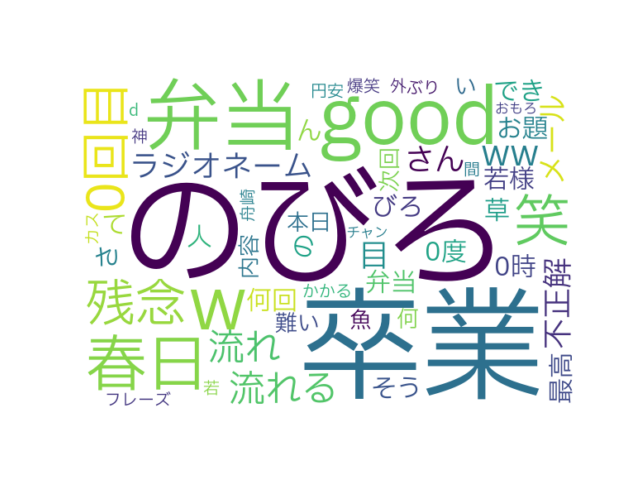 0回目
弁当
good
円安
爆笑
外ぶり
い
でき
おもろ
お題
メール
d
神
ん
ww
ラジオネーム
さん
次回
間
若様
のびろ
びろ
草
笑
カス
て
さ
人
舟崎
内容
本日
の
チャン
目
0度
0時
不正解
残念
w
何回
かかる
弁当
難い
魚
何
卒業
春日
流れ
流れる
若
そう
最高
フレーズ